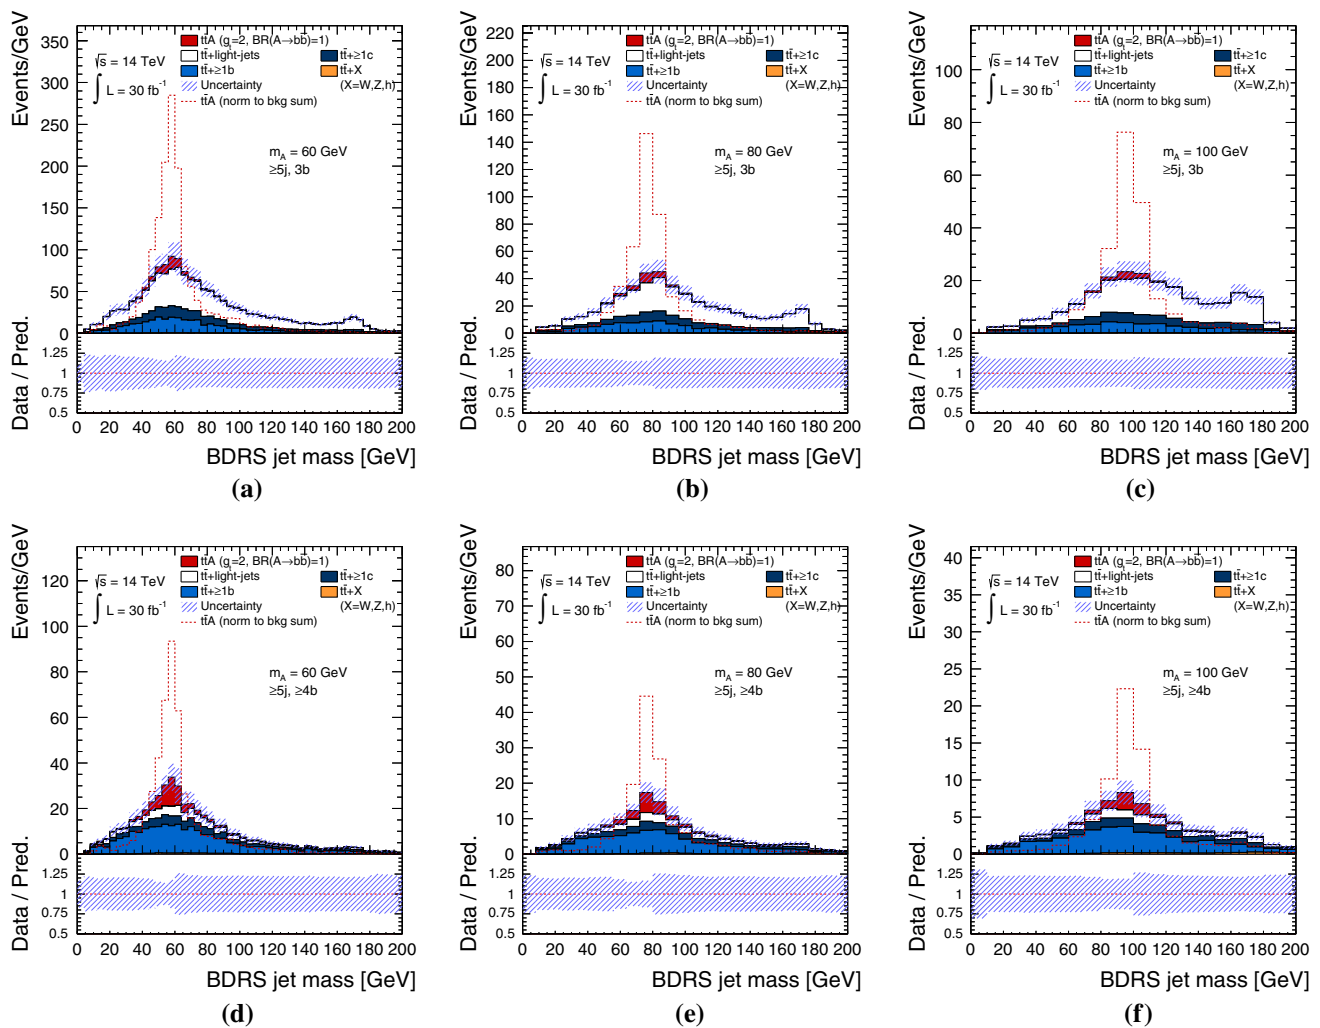 Events/GeV
350
300
250
200
150
100
50
0
√s = 14 TeV
∫ L = 30 fb⁻¹
tt̄A (gₜ=2, BR(A→bb̄)=1)
tt̄+light-jets
tt̄+≥1c
tt̄+≥1b
tt̄+X
Uncertainty
(X=W,Z,h)
tt̄A (norm to bkg sum)
m_A = 60 GeV
≥5j, 3b
Data / Pred.
1.25
1
0.75
0.5
0 20 40 60 80 100 120 140 160 180 200
BDRS jet mass [GeV]
(a)
Events/GeV
220
200
180
160
140
120
100
80
60
40
20
0
√s = 14 TeV
∫ L = 30 fb⁻¹
tt̄A (gₜ=2, BR(A→bb̄)=1)
tt̄+light-jets
tt̄+≥1c
tt̄+≥1b
tt̄+X
Uncertainty
(X=W,Z,h)
tt̄A (norm to bkg sum)
m_A = 80 GeV
≥5j, 3b
Data / Pred.
1.25
1
0.75
0.5
0 20 40 60 80 100 120 140 160 180 200
BDRS jet mass [GeV]
(b)
Events/GeV
100
80
60
40
20
0
√s = 14 TeV
∫ L = 30 fb⁻¹
tt̄A (gₜ=2, BR(A→bb̄)=1)
tt̄+light-jets
tt̄+≥1c
tt̄+≥1b
tt̄+X
Uncertainty
(X=W,Z,h)
tt̄A (norm to bkg sum)
m_A = 100 GeV
≥5j, 3b
Data / Pred.
1.25
1
0.75
0.5
0 20 40 60 80 100 120 140 160 180 200
BDRS jet mass [GeV]
(c)
Events/GeV
120
100
80
60
40
20
0
√s = 14 TeV
∫ L = 30 fb⁻¹
tt̄A (gₜ=2, BR(A→bb̄)=1)
tt̄+light-jets
tt̄+≥1c
tt̄+≥1b
tt̄+X
Uncertainty
(X=W,Z,h)
tt̄A (norm to bkg sum)
m_A = 60 GeV
≥5j, ≥4b
Data / Pred.
1.25
1
0.75
0.5
0 20 40 60 80 100 120 140 160 180 200
BDRS jet mass [GeV]
(d)
Events/GeV
80
70
60
50
40
30
20
10
0
√s = 14 TeV
∫ L = 30 fb⁻¹
tt̄A (gₜ=2, BR(A→bb̄)=1)
tt̄+light-jets
tt̄+≥1c
tt̄+≥1b
tt̄+X
Uncertainty
(X=W,Z,h)
tt̄A (norm to bkg sum)
m_A = 80 GeV
≥5j, ≥4b
Data / Pred.
1.25
1
0.75
0.5
0 20 40 60 80 100 120 140 160 180 200
BDRS jet mass [GeV]
(e)
Events/GeV
40
35
30
25
20
15
10
5
0
√s = 14 TeV
∫ L = 30 fb⁻¹
tt̄A (gₜ=2, BR(A→bb̄)=1)
tt̄+light-jets
tt̄+≥1c
tt̄+≥1b
tt̄+X
Uncertainty
(X=W,Z,h)
tt̄A (norm to bkg sum)
m_A = 100 GeV
≥5j, ≥4b
Data / Pred.
1.25
1
0.75
0.5
0 20 40 60 80 100 120 140 160 180 200
BDRS jet mass [GeV]
(f)